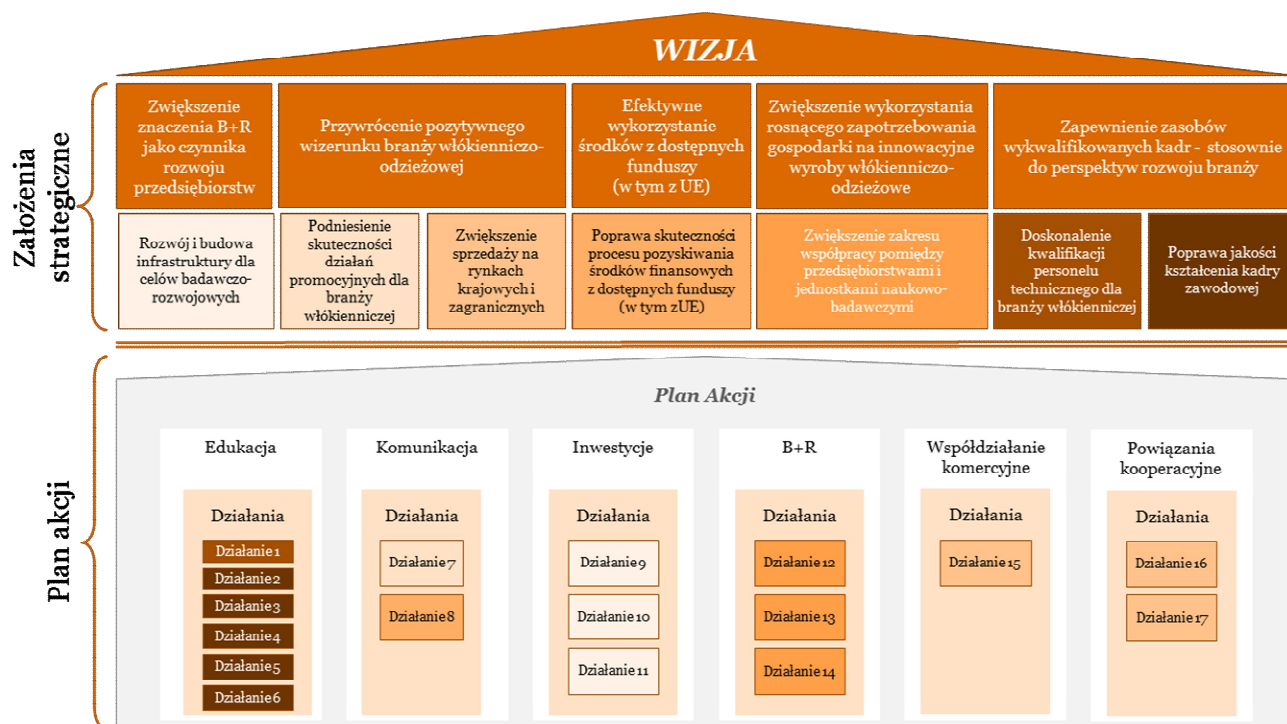 WIZJA
Założenia
strategiczne
Zwiększenie
znaczenia B+R
jako czynnika
rozwoju
przedsiębiorstw
Przywrócenie pozytywnego
wizerunku branży włókienniczo-
odzieżowej
Efektywne
wykorzystanie
środków z dostępnych
funduszy
(w tym z UE)
Zwiększenie wykorzystania
rosnącego zapotrzebowania
gospodarki na innowacyjne
wyroby włókienniczo-
odzieżowe
Zapewnienie zasobów
wykwalifikowanych kadr - stosownie
do perspektyw rozwoju branży
Rozwój i budowa
infrastruktury dla
celów badawczo-
rozwojowych
Podniesienie
skuteczności
działań
promocyjnych dla
branży
włókienniczej
Zwiększenie
sprzedaży na
rynkach
krajowych i
zagranicznych
Poprawa skuteczności
procesu pozyskiwania
środków finansowych
z dostępnych funduszy
(w tym zUE)
Zwiększenie zakresu
współpracy pomiędzy
przedsiębiorstwami i
jednostkami naukowo-
badawczymi
Doskonalenie
kwalifikacji
personelu
technicznego dla
branży włókienniczej
Poprawa jakości
kształcenia kadry
zawodowej
Plan akcji
Plan Akcji
Edukacja
Działania
Działanie 1
Działanie 2
Działanie 3
Działanie 4
Działanie 5
Działanie 6
Komunikacja
Działania
Działanie 7
Działanie 8
Inwestycje
Działania
Działanie 9
Działanie 10
Działanie 11
B+R
Działania
Działanie 12
Działanie 13
Działanie 14
Współdziałanie
komercyjne
Działania
Działanie 15
Powiązania
kooperacyjne
Działania
Działanie 16
Działanie 17